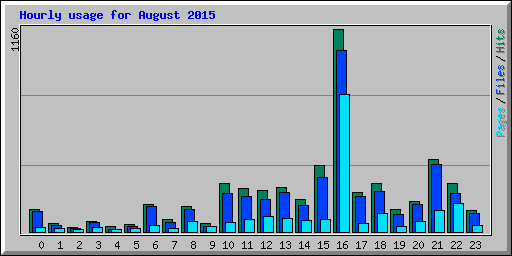 Hourly usage for August 2015
1160
Pages/Files/Hits
0 1 2 3 4 5 6 7 8 9 10 11 12 13 14 15 16 17 18 19 20 21 22 23